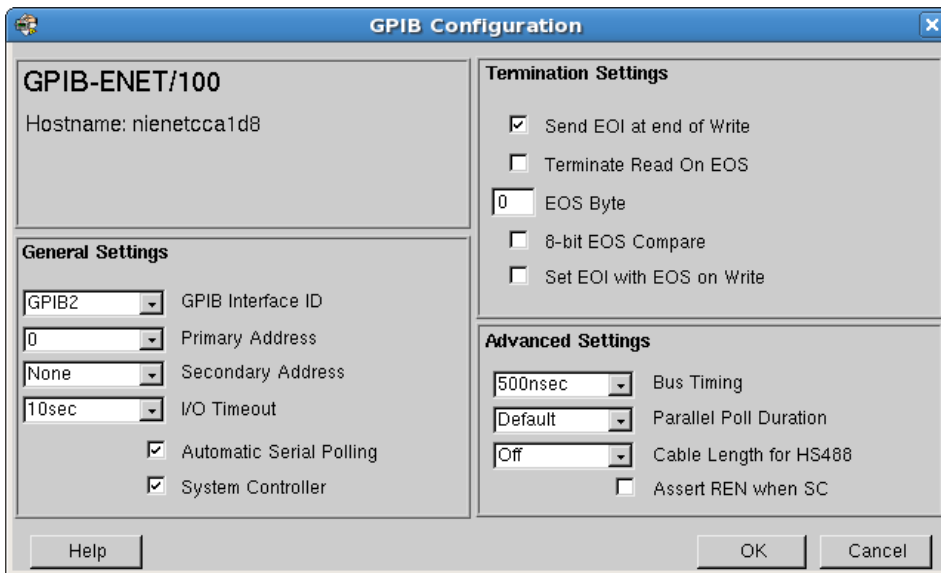 GPIB Configuration
GPIB-ENET/100
Hostname: nienetcca1d8
General Settings
GPIB2 GPIB Interface ID
0 Primary Address
None Secondary Address
10sec I/O Timeout
Automatic Serial Polling
System Controller
Termination Settings
Send EOI at end of Write
Terminate Read On EOS
0 EOS Byte
8-bit EOS Compare
Set EOI with EOS on Write
Advanced Settings
500nsec Bus Timing
Default Parallel Poll Duration
Off Cable Length for HS488
Assert REN when SC
Help OK Cancel